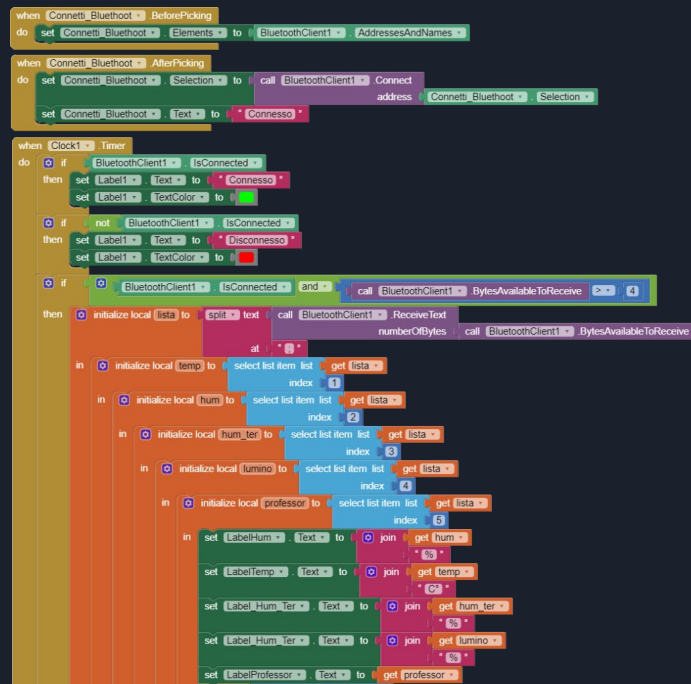 when Connetti_Bluethoot .BeforePicking
do set Connetti_Bluethoot . Elements to BluetoothClient1 . AddressesAndNames
when Connetti_Bluethoot .AfterPicking
do set Connetti_Bluethoot . Selection to call BluetoothClient1 .Connect
address Connetti_Bluethoot . Selection
set Connetti_Bluethoot . Text to " Connesso "
when Clock1 .Timer
do if BluetoothClient1 . IsConnected
then set Label1 . Text to " Connesso "
set Label1 . TextColor to
if not BluetoothClient1 . IsConnected
then set Label1 . Text to " Disconnesso "
set Label1 . TextColor to
if BluetoothClient1 . IsConnected and call BluetoothClient1 .BytesAvailableToReceive > 4
then initialize local lista to split text call BluetoothClient1 .ReceiveText
numberOfBytes call BluetoothClient1 .BytesAvailableToReceive
at " "
in initialize local temp to select list item list get lista
index 1
in initialize local hum to select list item list get lista
index 2
in initialize local hum_ter to select list item list get lista
index 3
in initialize local lumino to select list item list get lista
index 4
in initialize local professor to select list item list get lista
index 5
in set LabelHum . Text to join get hum
" % "
set LabelTemp . Text to join get temp
" C° "
set Label_Hum_Ter . Text to join get hum_ter
" % "
set Label_Hum_Ter . Text to join get lumino
" % "
set LabelProfessor . Text to get professor